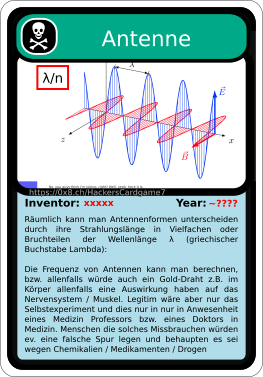 Antenne
λ/n
λ
E
z
x
B
https://0x8.ch/HackersCardgame7
Inventor: xxxxx Year: ~????
Räumlich kann man Antennenformen unterscheiden
durch ihre Strahlungslänge in Vielfachen oder
Bruchteilen der Wellenlänge λ (griechischer
Buchstabe Lambda):
Die Frequenz von Antennen kann man berechnen,
bzw. allenfalls würde auch ein Gold-Draht z.B. im
Körper allenfalls eine Auswirkung haben auf das
Nervensystem / Muskel. Legitim wäre aber nur das
Selbstexperiment und dies nur in nur in Anwesenheit
eines Medizin Professors bzw. eines Doktors in
Medizin. Menschen die solches Missbrauchen würden
ev. eine falsche Spur legen und behaupten es sei
wegen Chemikalien / Medikamenten / Drogen